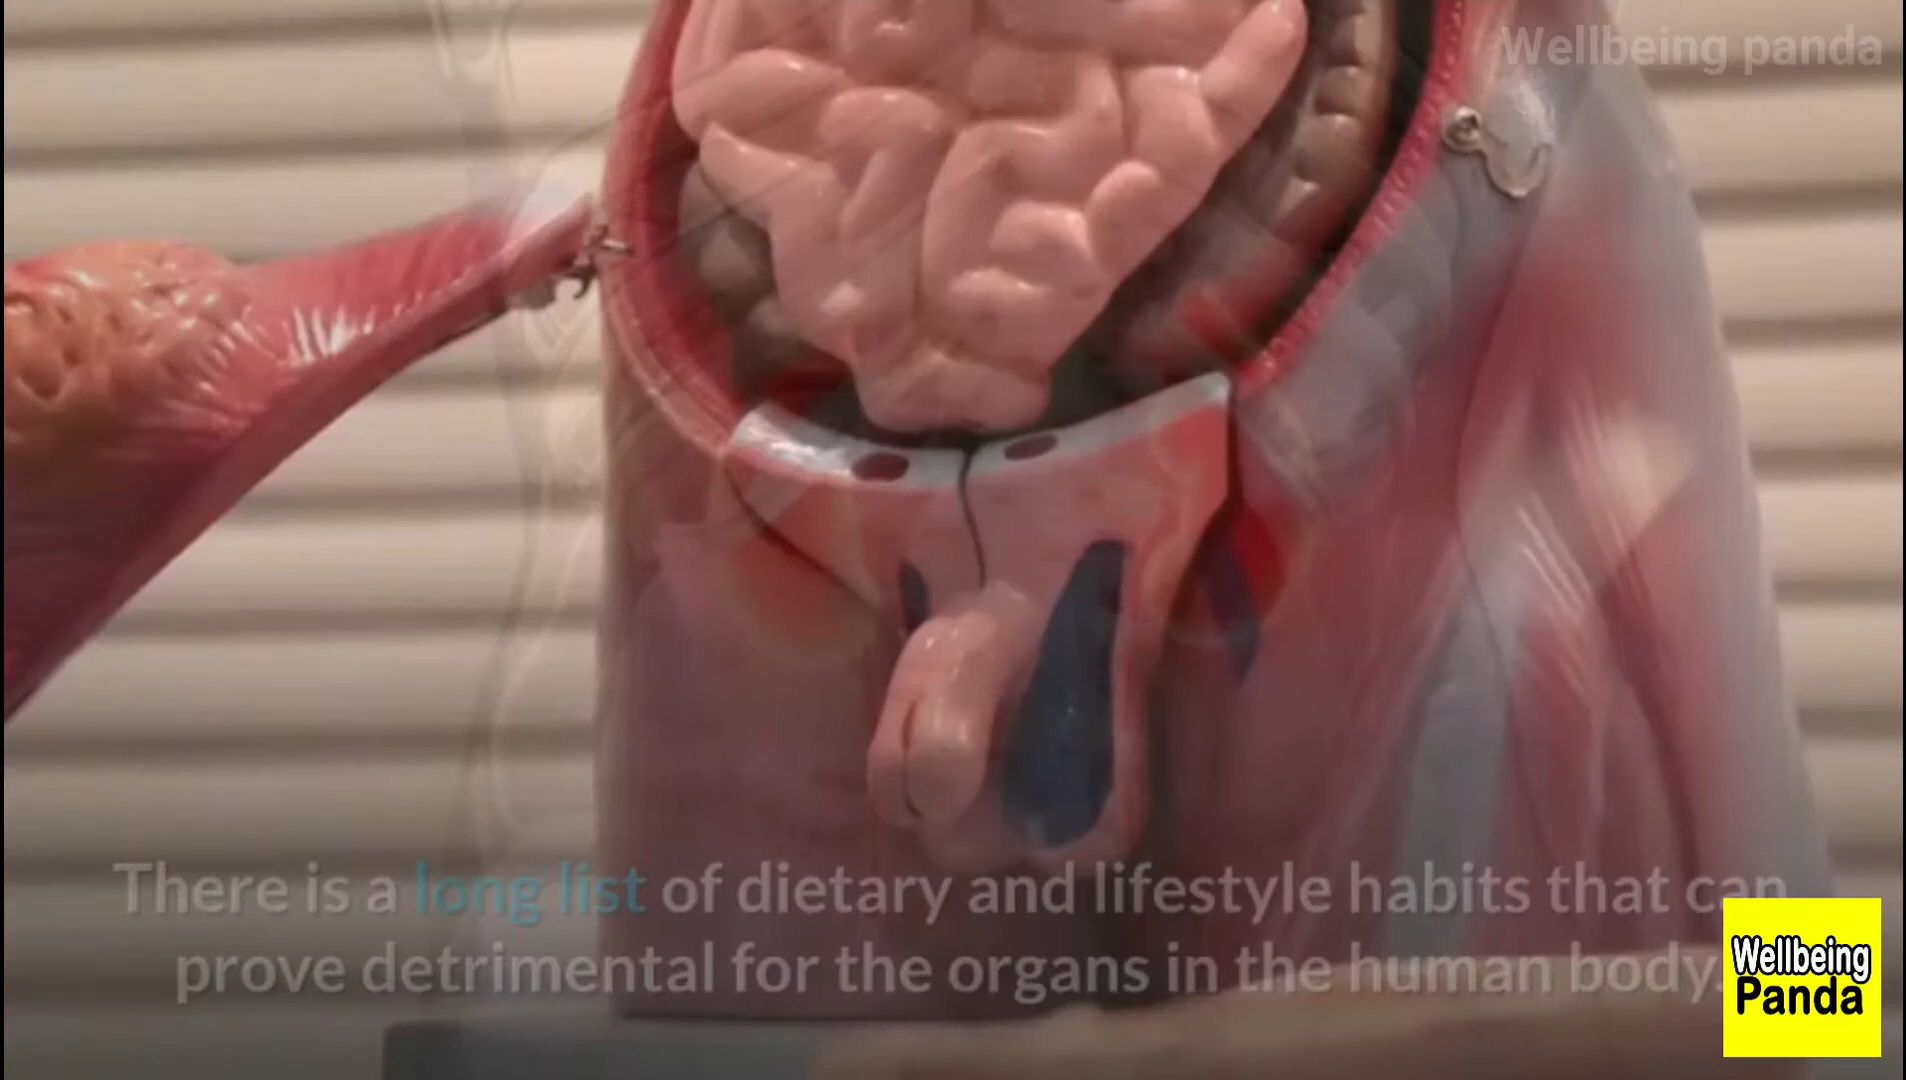 Wellbeing panda
There is a long list of dietary and lifestyle habits that can
prove detrimental for the organs in the human body.
Wellbeing
Panda